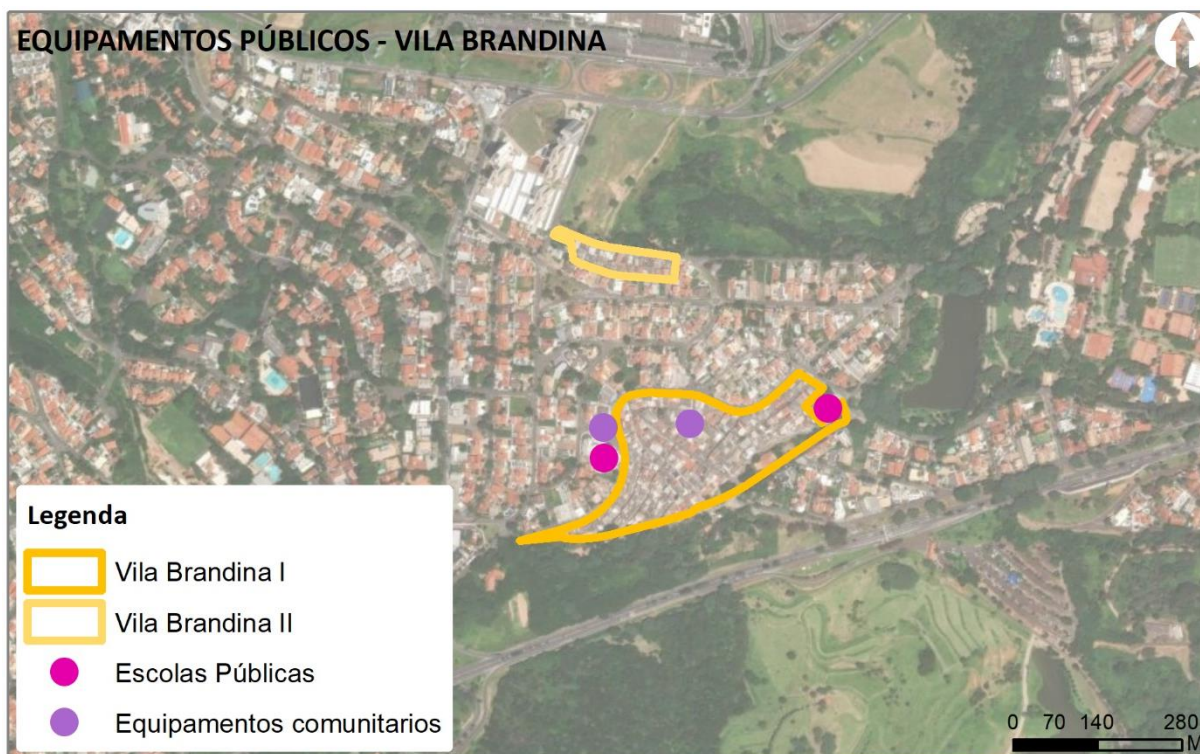 EQUIPAMENTOS PÚBLICOS - VILA BRANDINA
Legenda
Vila Brandina I
Vila Brandina II
Escolas Públicas
Equipamentos comunitarios
0 70 140 280
M